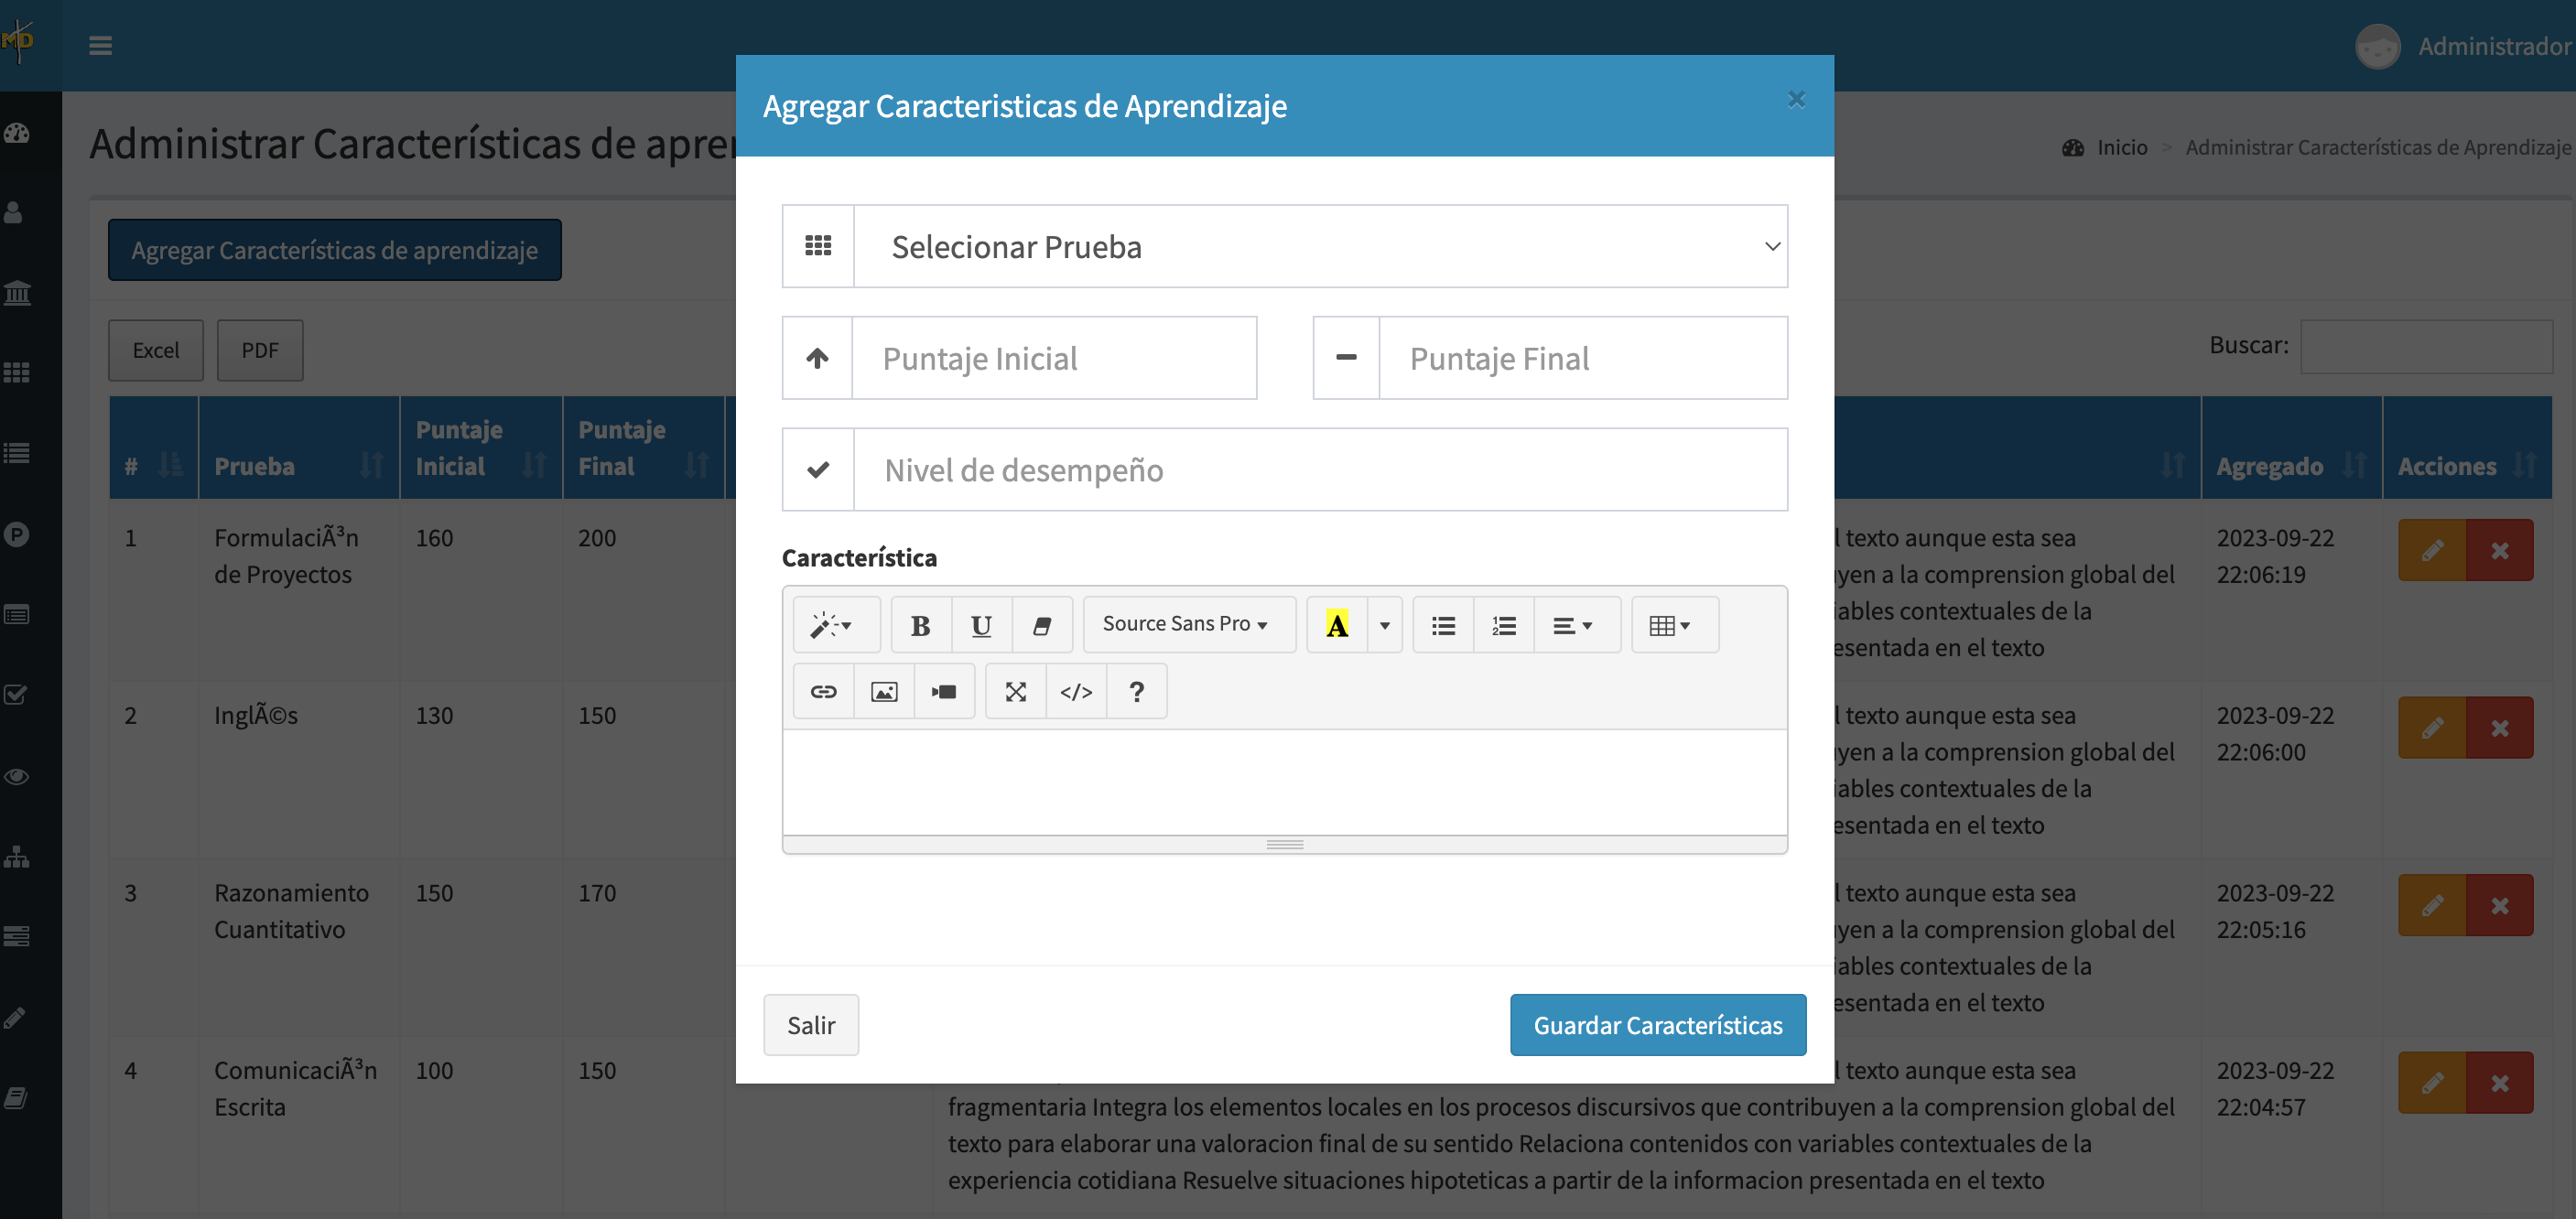 MD
Administrador
Administrar Características de apre
Inicio > Administrar Características de Aprendizaje
Agregar Características de aprendizaje
Excel
PDF
Buscar:
# Prueba Puntaje Inicial Puntaje Final Agregado Acciones
1 FormulaciÃ³n de Proyectos 160 200
l texto aunque esta sea
yen a la comprension global del
iables contextuales de la
esentada en el texto
2023-09-22 22:06:19
2 InglÃ©s 130 150
l texto aunque esta sea
yen a la comprension global del
iables contextuales de la
esentada en el texto
2023-09-22 22:06:00
3 Razonamiento Cuantitativo 150 170
l texto aunque esta sea
yen a la comprension global del
iables contextuales de la
esentada en el texto
2023-09-22 22:05:16
4 ComunicaciÃ³n Escrita 100 150
l texto aunque esta sea
fragmentaria Integra los elementos locales en los procesos discursivos que contribuyen a la comprension global del
texto para elaborar una valoracion final de su sentido Relaciona contenidos con variables contextuales de la
experiencia cotidiana Resuelve situaciones hipoteticas a partir de la informacion presentada en el texto
2023-09-22 22:04:57
Agregar Caracteristicas de Aprendizaje
×
Selecionar Prueba
Puntaje Inicial
Puntaje Final
Nivel de desempeño
Característica
B U Source Sans Pro A
</> ?
Salir
Guardar Características